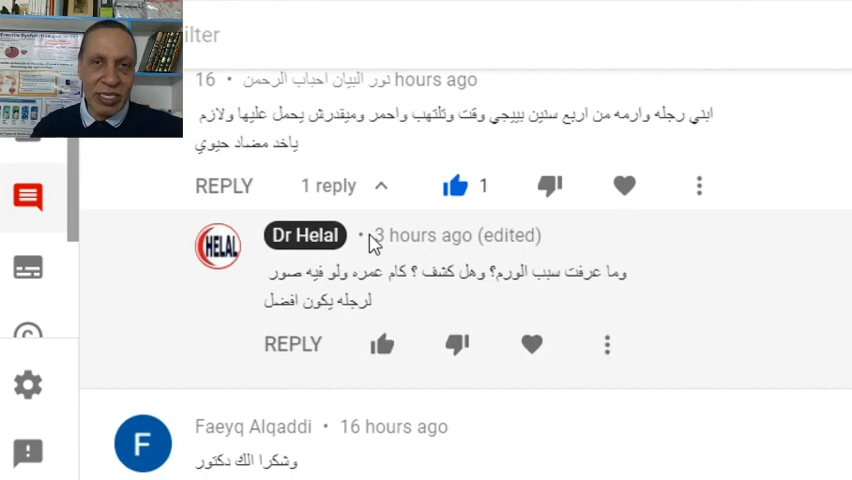 ilter
نور البيان احباب الرحمن • 16 hours ago
ابني رجله وارمه من اربع سنين بييجي وقت وتلتهب واحمر وميقدرش يحمل عليها ولازم
ياخد مضاد حيوي
REPLY 1 reply 1
HELAL Dr Helal • 3 hours ago (edited)
وما عرفت سبب الورم؟ وهل كشف ؟ كام عمره ولو فيه صور
لرجله يكون افضل
REPLY
F Faeyq Alqaddi • 16 hours ago
وشكرا الك دكتور